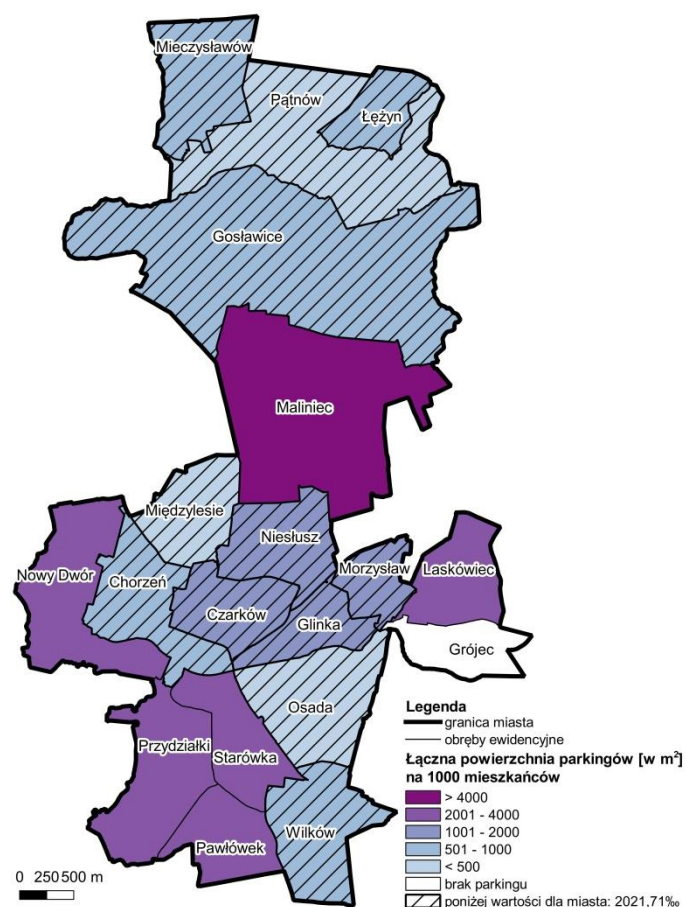 Mieczysławów
Pątnów
Łężyn
Gosławice
Maliniec
Międzylesie
Niesłusz
Nowy Dwór
Chorzeń
Morzysław
Laskówiec
Czarków
Glinka
Grójec
Osada
Przydziałki
Starówka
Pawłówek
Wilków
0 250 500 m
Legenda
granica miasta
obręby ewidencyjne
Łączna powierzchnia parkingów [w m²]
na 1000 mieszkańców
> 4000
2001 - 4000
1001 - 2000
501 - 1000
< 500
brak parkingu
poniżej wartości dla miasta: 2021,71‰